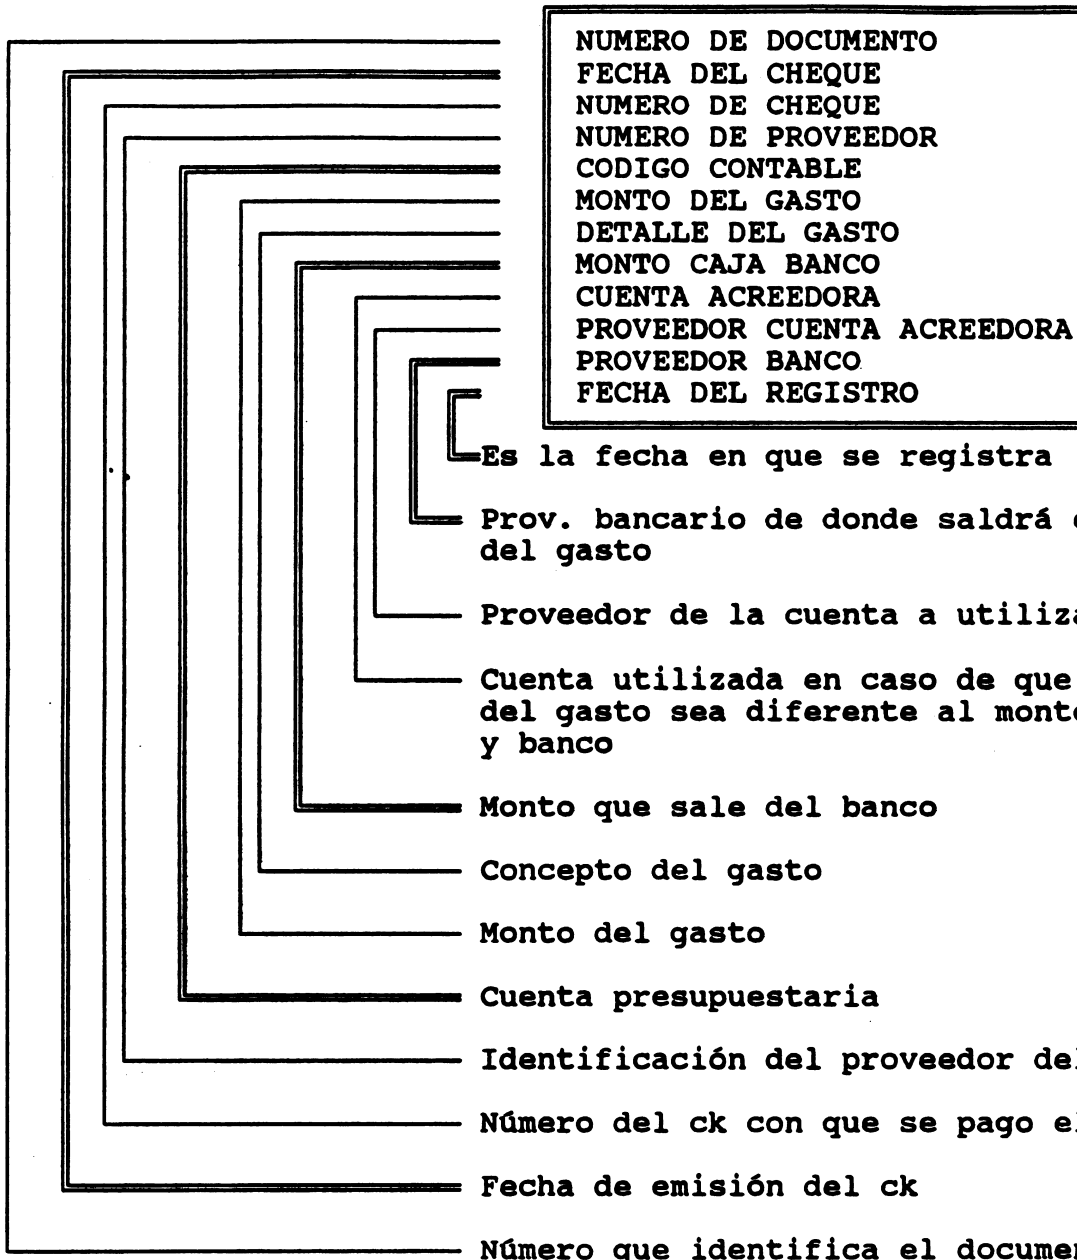 NUMERO DE DOCUMENTO
FECHA DEL CHEQUE
NUMERO DE CHEQUE
NUMERO DE PROVEEDOR
CODIGO CONTABLE
MONTO DEL GASTO
DETALLE DEL GASTO
MONTO CAJA BANCO
CUENTA ACREEDORA
PROVEEDOR CUENTA ACREEDORA
PROVEEDOR BANCO
FECHA DEL REGISTRO
Es la fecha en que se registra
Prov. bancario de donde saldrá
del gasto
Proveedor de la cuenta a
Cuenta utilizada en caso de que
del gasto sea diferente al
y banco
Monto que sale del banco
Concepto del gasto
Monto del gasto
Cuenta presupuestaria
Identificación del proveedor
Número del ck con que se pago
Fecha de emisión del ck
Número que identifica el